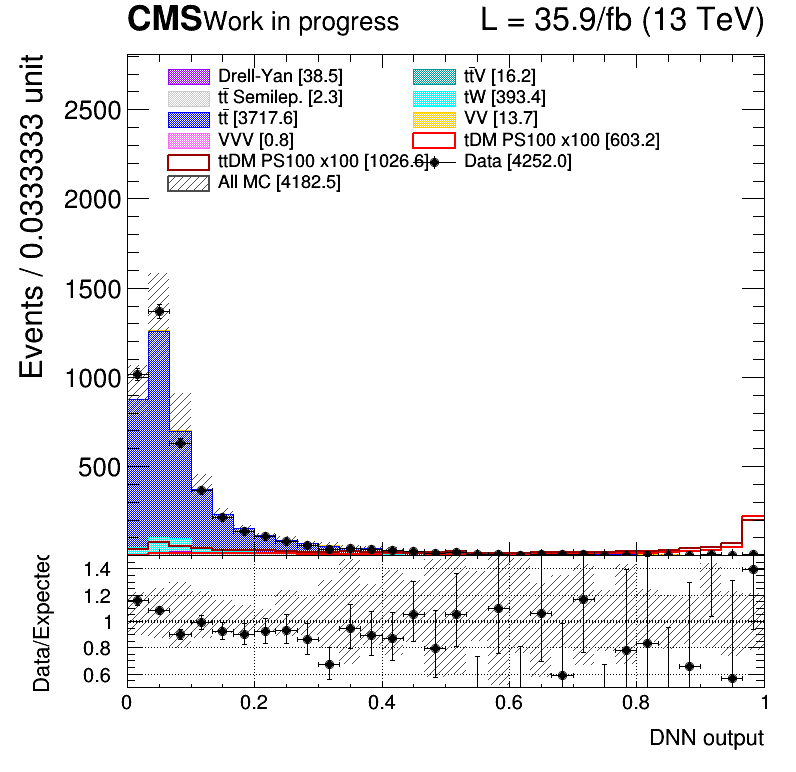 CMS Work in progress L = 35.9/fb (13 TeV)
Events / 0.0333333 unit
2500
2000
1500
1000
500
Drell-Yan [38.5]
tt̄V [16.2]
tt̄ Semilep. [2.3]
tW [393.4]
tt̄ [3717.6]
VV [13.7]
VVV [0.8]
tDM PS100 x100 [603.2]
ttDM PS100 x100 [1026.6]
Data [4252.0]
All MC [4182.5]
Data/Expected
1.4
1.2
1
0.8
0.6
0 0.2 0.4 0.6 0.8 1
DNN output